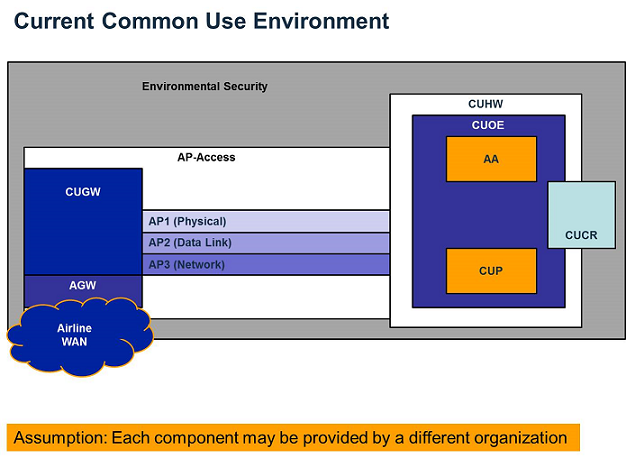 Current Common Use Environment
Environmental Security
CUHW
CUOE
AP-Access
AA
CUGW
AP1 (Physical)
CUCR
AP2 (Data Link)
AP3 (Network)
CUP
AGW
Airline
WAN
Assumption: Each component may be provided by a different organization